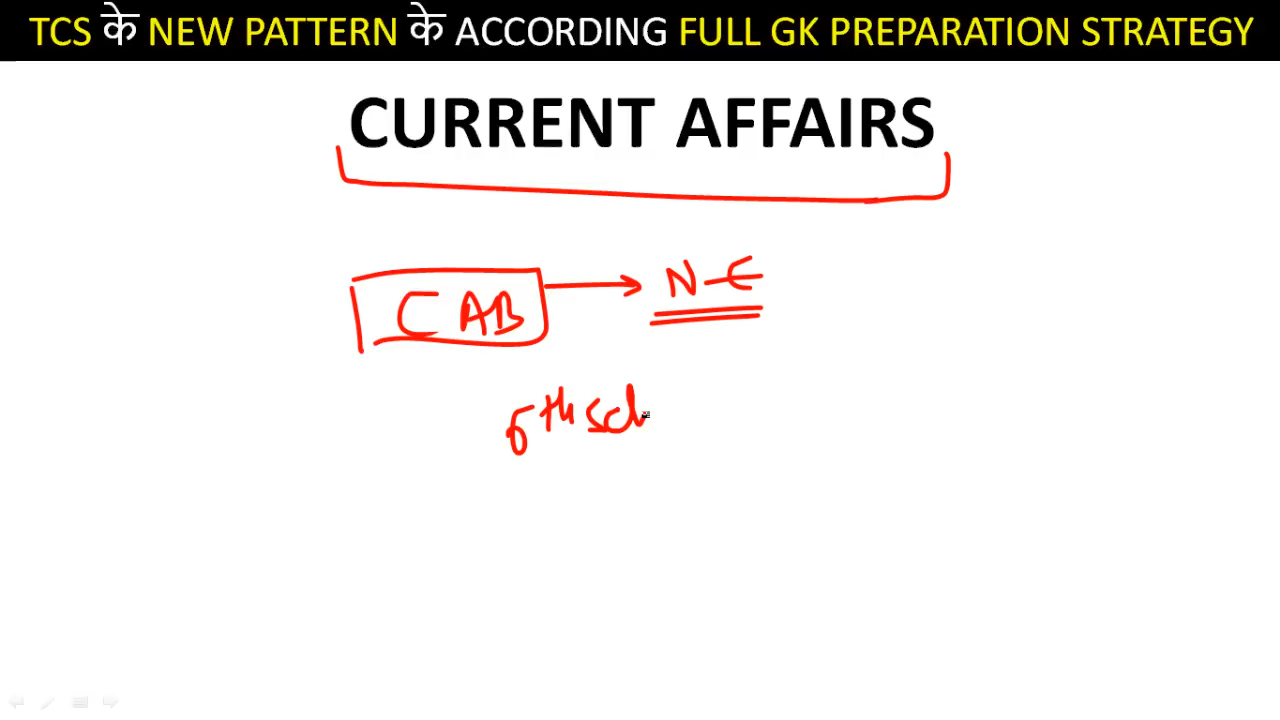 TCS के NEW PATTERN के ACCORDING FULL GK PREPARATION STRATEGY
CURRENT AFFAIRS
CAB → N-E
6th sch